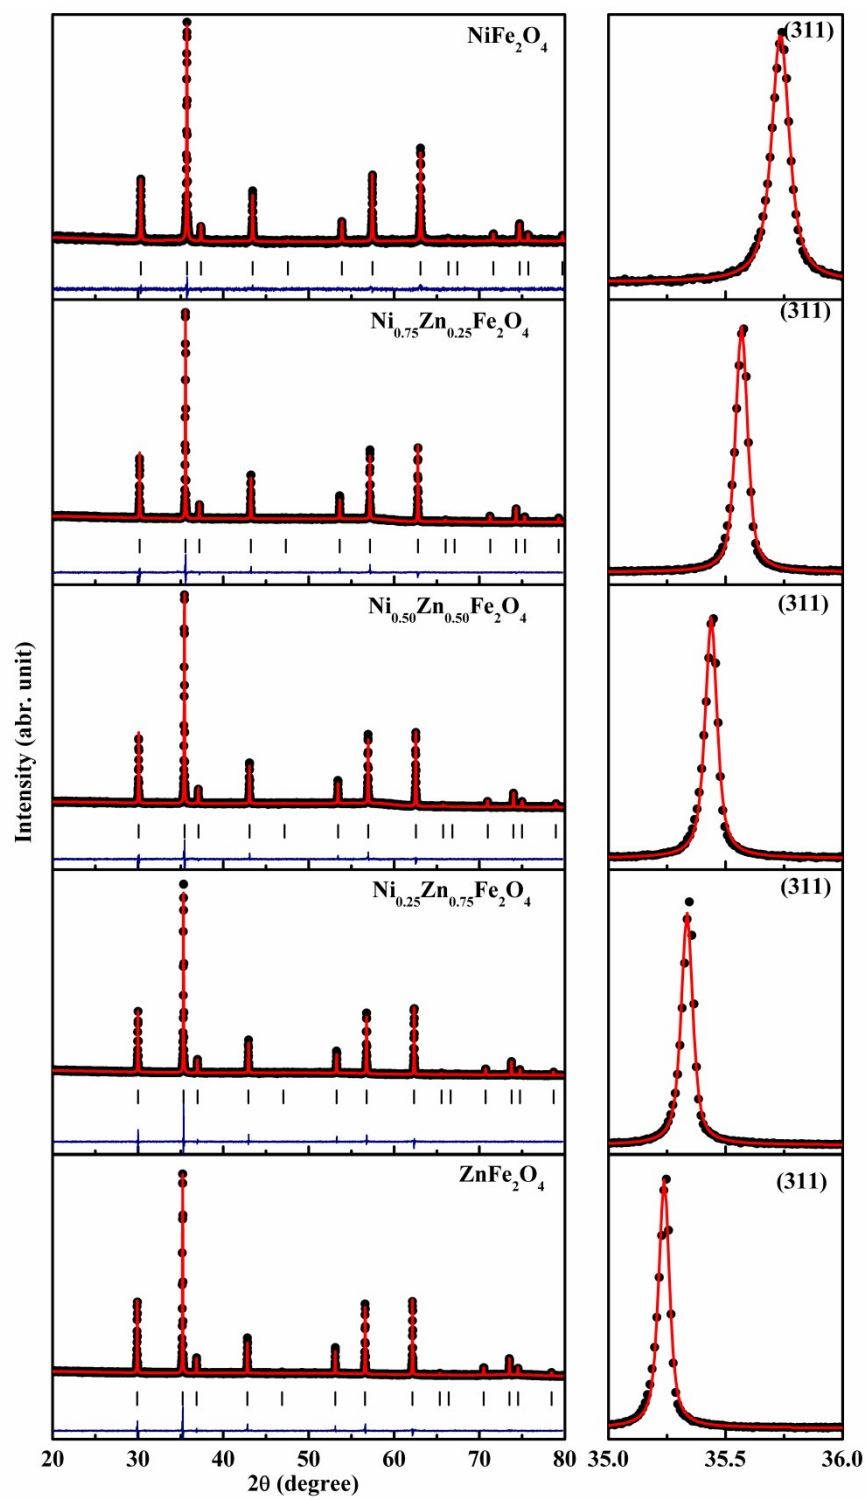 NiFe₂O₄
(311)
Ni₀.₇₅Zn₀.₂₅Fe₂O₄
(311)
Ni₀.₅₀Zn₀.₅₀Fe₂O₄
(311)
Intensity (abr. unit)
Ni₀.₂₅Zn₀.₇₅Fe₂O₄
(311)
ZnFe₂O₄
(311)
20 30 40 50 60 70 80 35.0 35.5 36.0
2θ (degree)